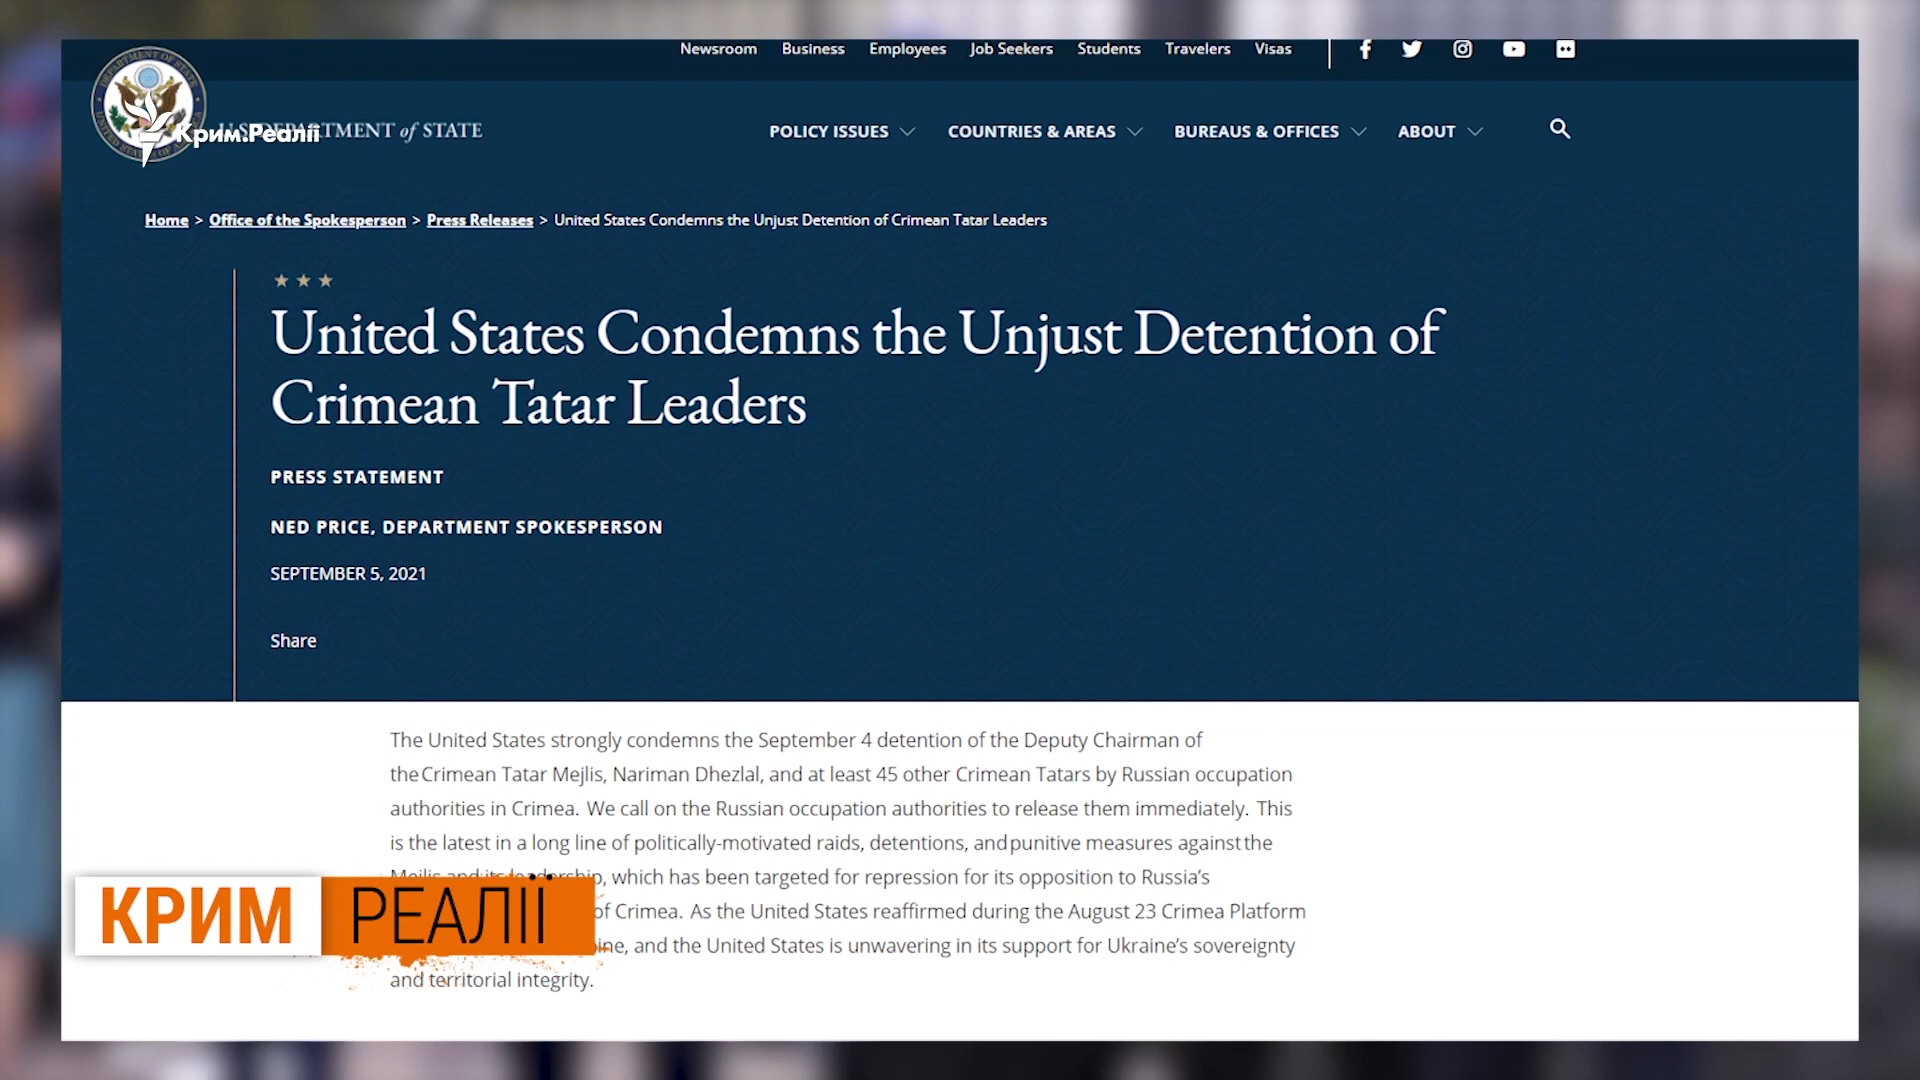 Newsroom Business Employees Job Seekers Students Travelers Visas
DEPARTMENT of STATE
Крим.Реалії
POLICY ISSUES COUNTRIES & AREAS BUREAUS & OFFICES ABOUT
Home > Office of the Spokesperson > Press Releases > United States Condemns the Unjust Detention of Crimean Tatar Leaders
United States Condemns the Unjust Detention of
Crimean Tatar Leaders
PRESS STATEMENT
NED PRICE, DEPARTMENT SPOKESPERSON
SEPTEMBER 5, 2021
Share
The United States strongly condemns the September 4 detention of the Deputy Chairman of
the Crimean Tatar Mejlis, Nariman Dhezlal, and at least 45 other Crimean Tatars by Russian occupation
authorities in Crimea. We call on the Russian occupation authorities to release them immediately. This
is the latest in a long line of politically-motivated raids, detentions, and punitive measures against the
Mejlis and its leadership, which has been targeted for repression for its opposition to Russia's
of Crimea. As the United States reaffirmed during the August 23 Crimea Platform
and the United States is unwavering in its support for Ukraine's sovereignty
and territorial integrity.
КРИМ РЕАЛІЇ